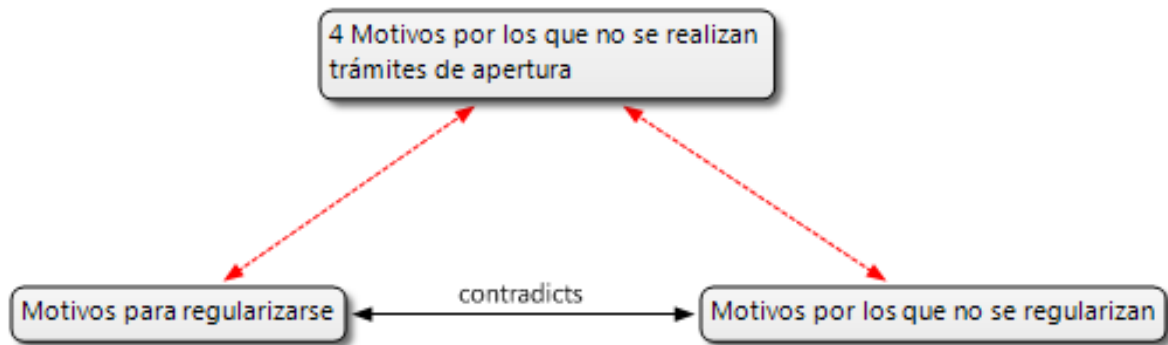 4 Motivos por los que no se realizan
trámites de apertura
contradicts
Motivos para regularizarse
Motivos por los que no se regularizan